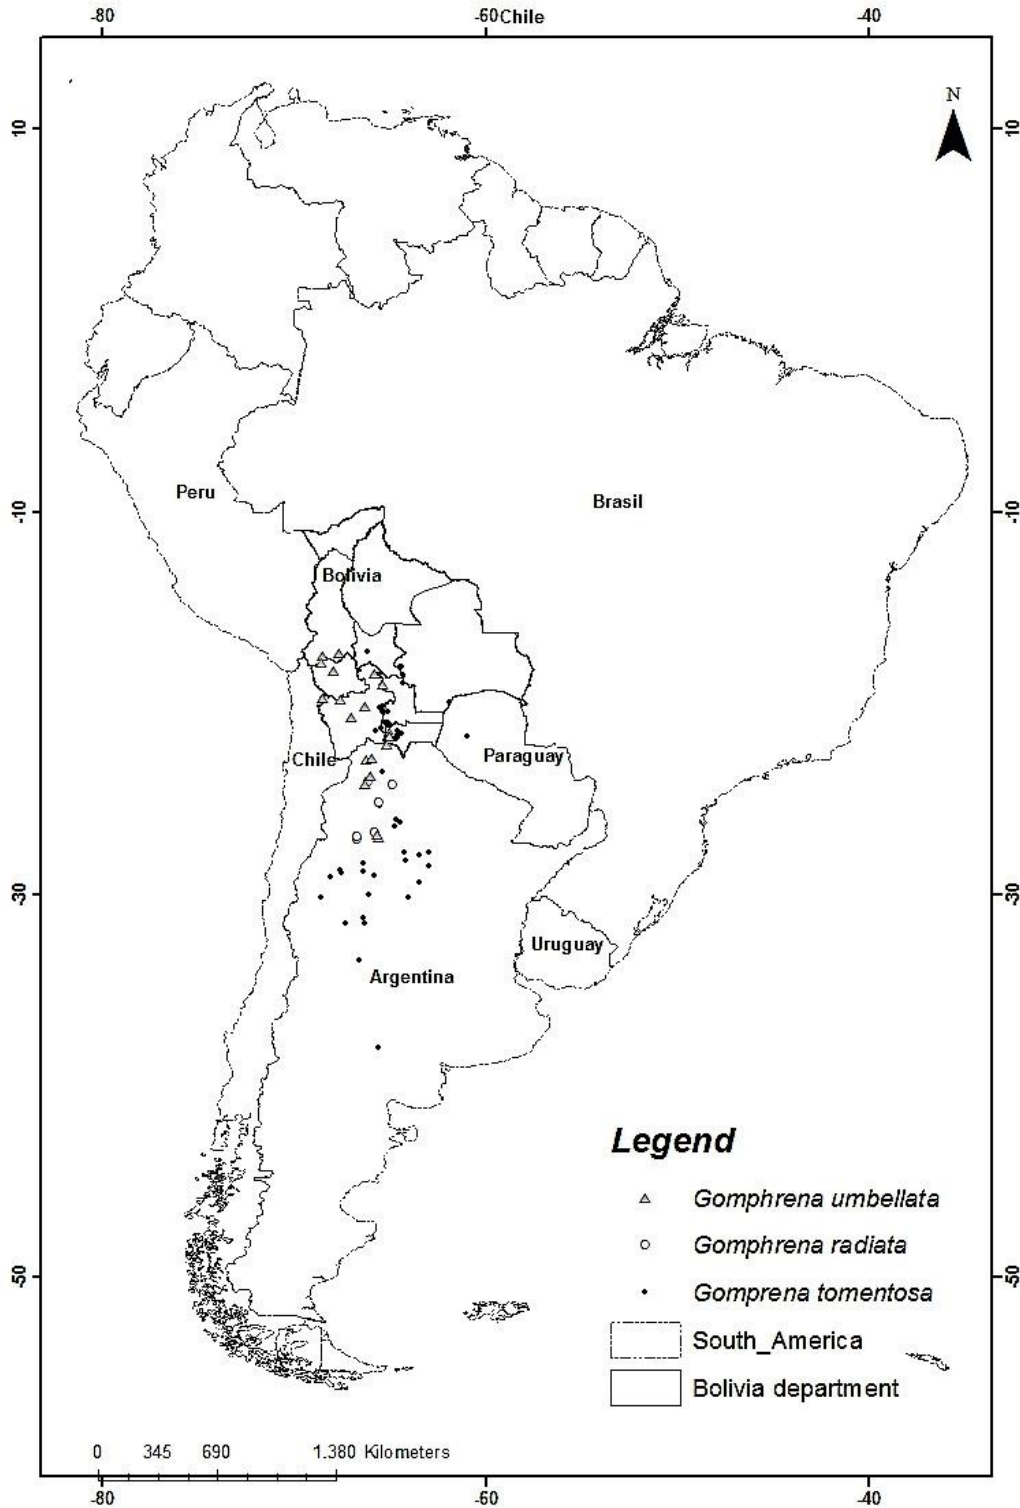 -80
-60Chile
-40
N
10
10
Peru
Brasil
-10
-10
Bolivia
Chile
Paraguay
-30
-30
Uruguay
Argentina
Legend
Gomphrena umbellata
Gomphrena radiata
-50
-50
Gomprena tomentosa
South_America
Bolivia department
0 345 690 1.380 Kilometers
-80
-60
-40